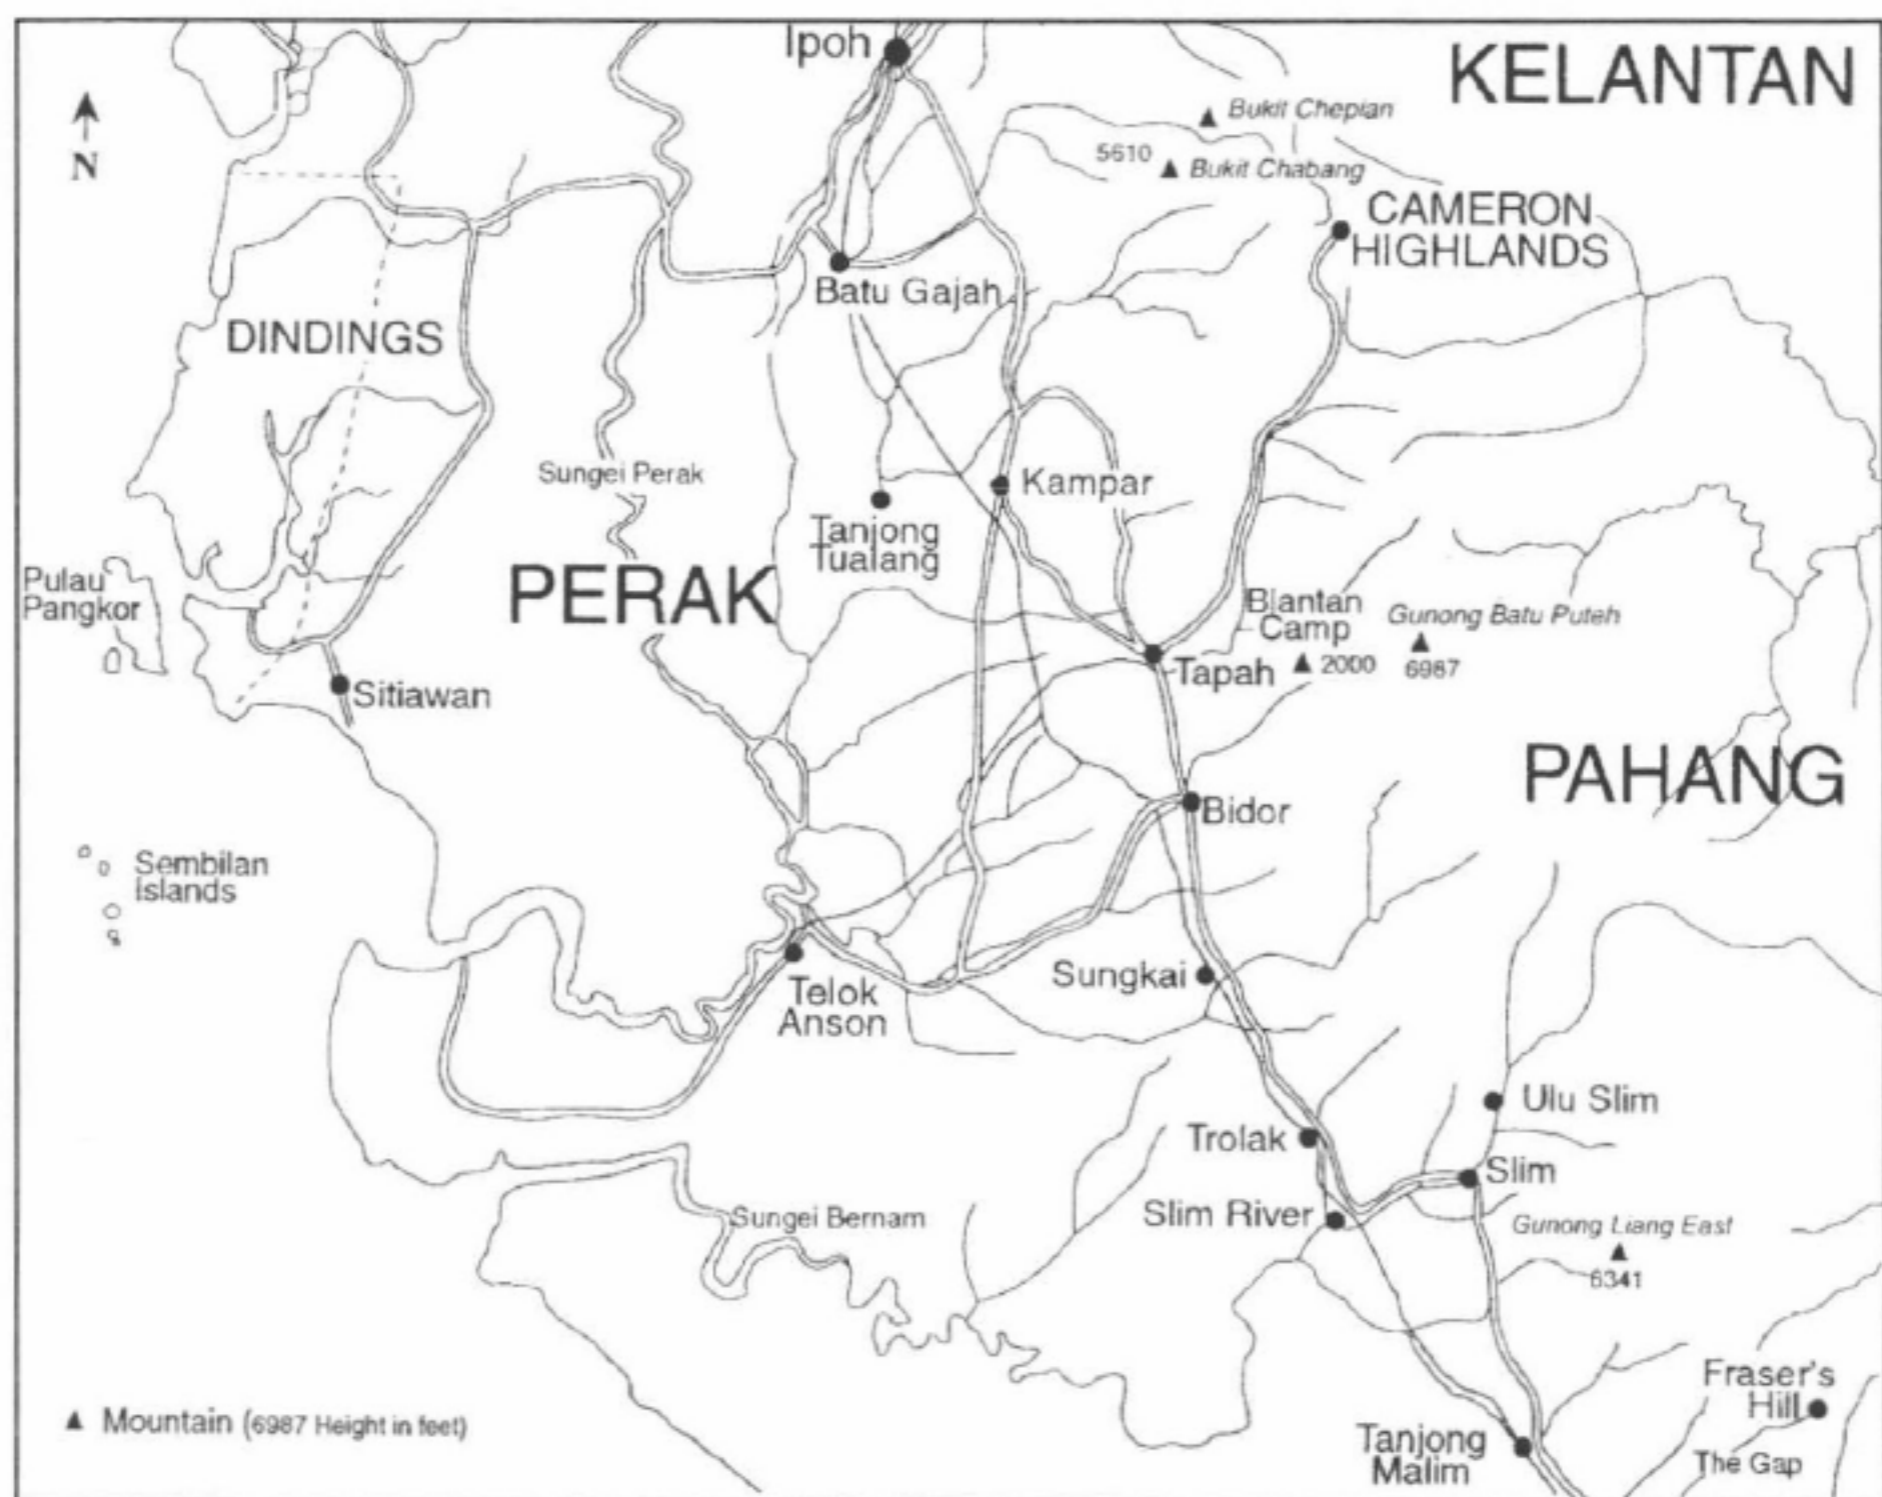 Ipoh
KELANTAN
N
Bukit Chepian
5610
Bukit Chabang
CAMERON
HIGHLANDS
Batu Gajah
DINDINGS
Sungei Perak
Kampar
Tanjong
Tualang
Pulau
Pangkor
PERAK
Blantan
Camp
Gunong Batu Puteh
2000
6987
Tapah
Sitiawan
PAHANG
Bidor
Sembilan
islands
Sungkai
Telok
Anson
Ulu Slim
Trolak
Slim
Slim River
Sungei Bernam
Gunong Liang East
6341
Fraser's
Hill
Mountain (6987 Height in feet)
Tanjong
Malim
The Gap